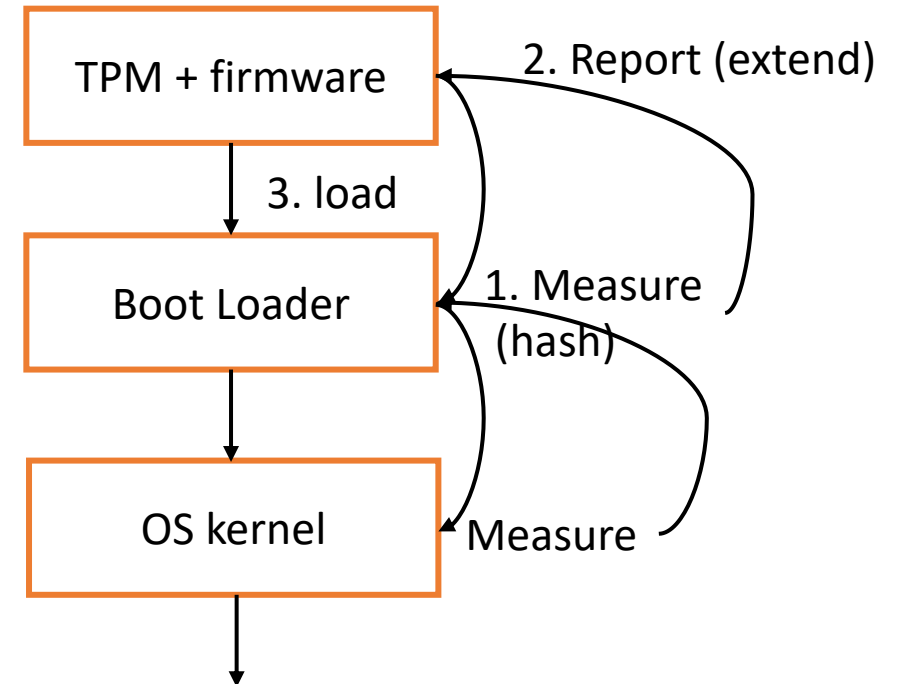 TPM + firmware
2. Report (extend)
3. load
Boot Loader
1. Measure
(hash)
OS kernel
Measure